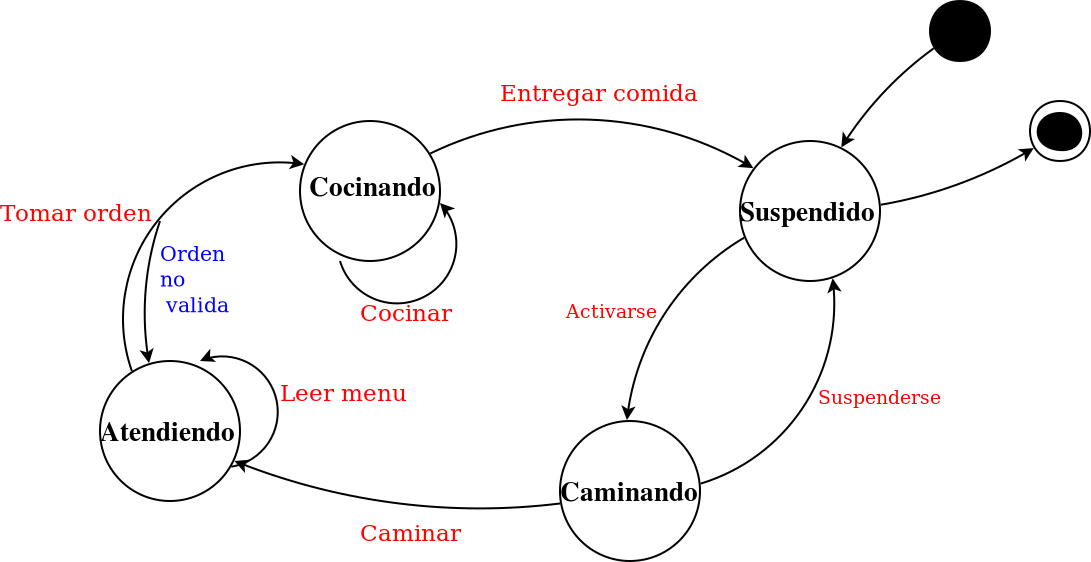 Entregar comida
Cocinando
Suspendido
Tomar orden
Orden
no
valida
Cocinar
Activarse
Leer menu
Suspenderse
Atendiendo
Caminando
Caminar